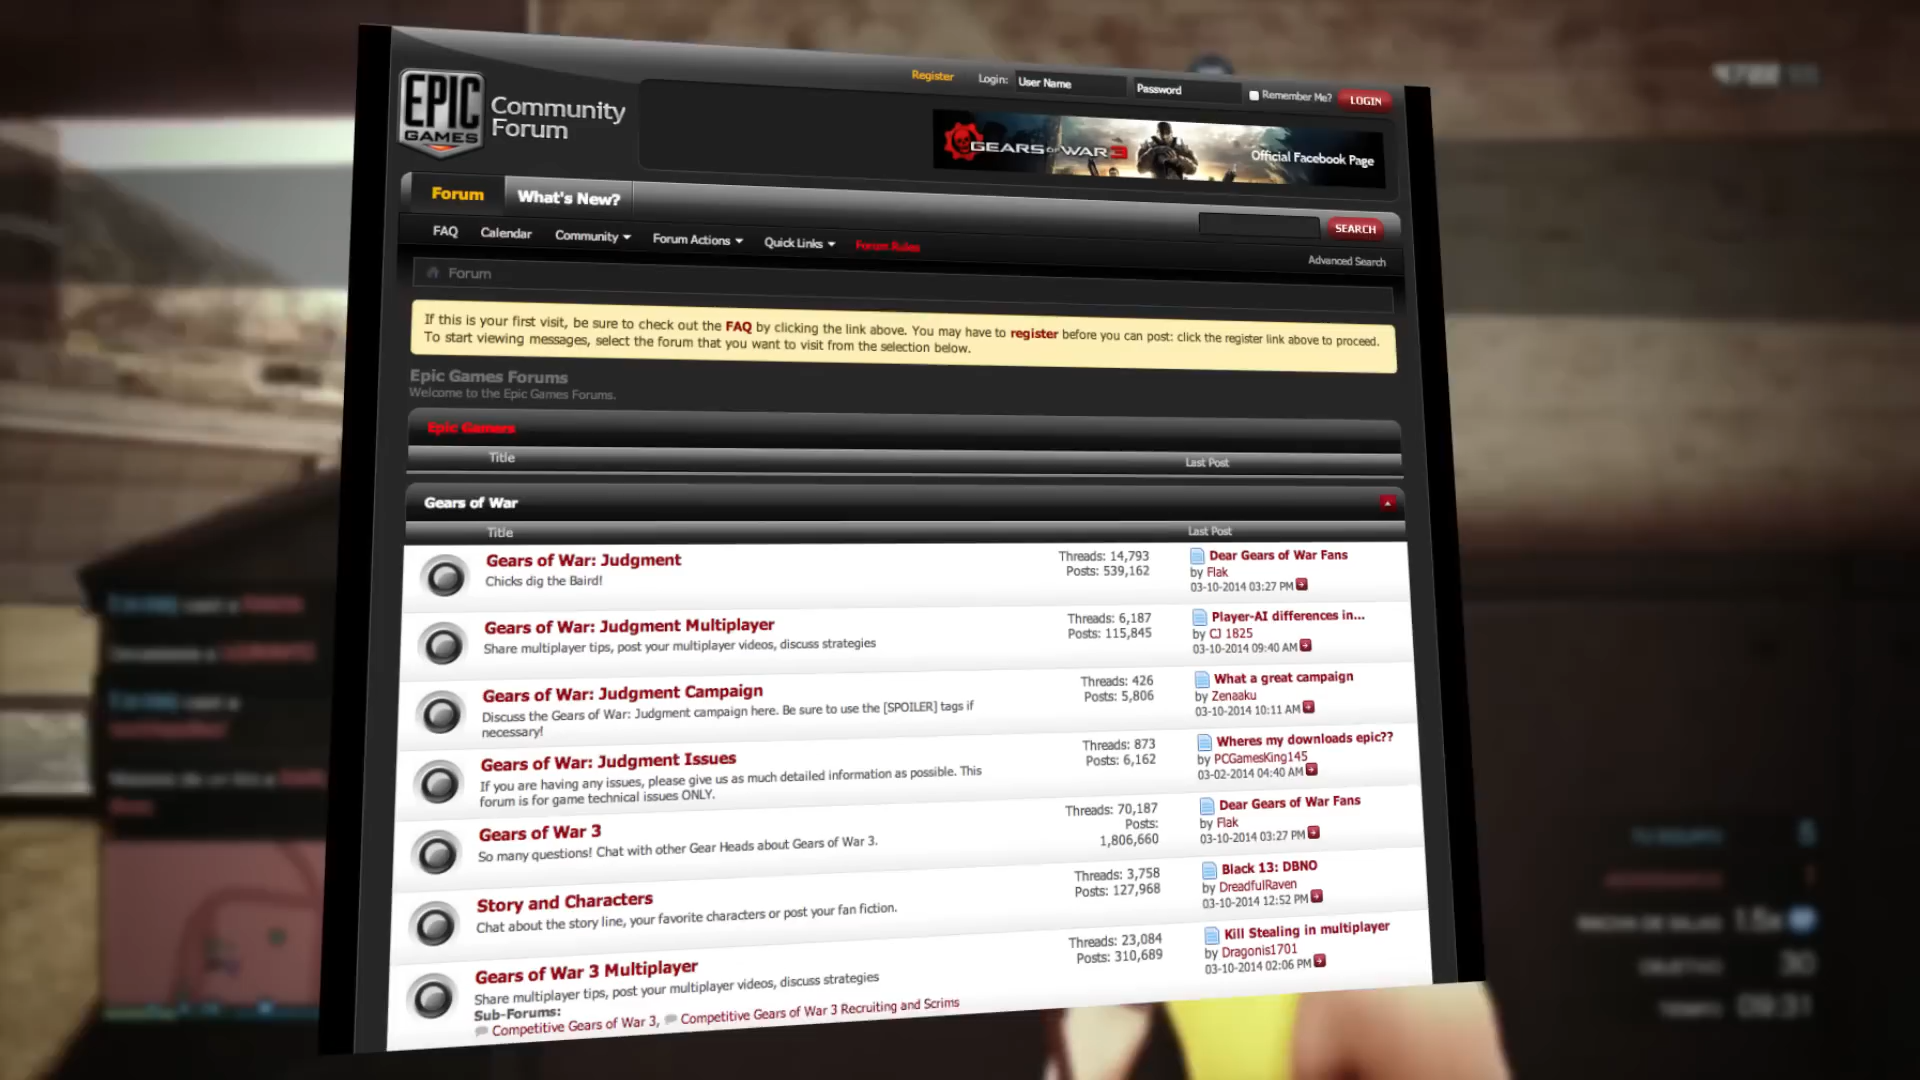 Register
Login:
User Name
Password
Remember Me?
LOGIN
EPIC
GAMES
Community
Forum
GEARS OF WAR 3
Official Facebook Page
Forum
What's New?
FAQ
Calendar
Community
Forum Actions
Quick Links
Forum Rules
SEARCH
Advanced Search
Forum
If this is your first visit, be sure to check out the FAQ by clicking the link above. You may have to register before you can post: click the register link above to proceed.
To start viewing messages, select the forum that you want to visit from the selection below.
Epic Games Forums
Welcome to the Epic Games Forums.
Epic Gamers
Title
Last Post
Gears of War
Title
Last Post
Gears of War: Judgment
Chicks dig the Baird!
Threads: 14,793
Posts: 539,162
Dear Gears of War Fans
by Flak
03-10-2014 03:27 PM
Gears of War: Judgment Multiplayer
Share multiplayer tips, post your multiplayer videos, discuss strategies
Threads: 6,187
Posts: 115,845
Player-AI differences in...
by CJ 1825
03-10-2014 09:40 AM
Gears of War: Judgment Campaign
Discuss the Gears of War: Judgment campaign here. Be sure to use the [SPOILER] tags if
necessary!
Threads: 426
Posts: 5,806
What a great campaign
by Zenaaku
03-10-2014 10:11 AM
Gears of War: Judgment Issues
If you are having any issues, please give us as much detailed information as possible. This
forum is for game technical issues ONLY.
Threads: 873
Posts: 6,162
Wheres my downloads epic??
by PCGamesKing145
03-02-2014 04:40 AM
Gears of War 3
So many questions! Chat with other Gear Heads about Gears of War 3.
Threads: 70,187
Posts:
1,806,660
Dear Gears of War Fans
by Flak
03-10-2014 03:27 PM
Story and Characters
Chat about the story line, your favorite characters or post your fan fiction.
Threads: 3,758
Posts: 127,968
Black 13: DBNO
by DreadfulRaven
03-10-2014 12:52 PM
Gears of War 3 Multiplayer
Share multiplayer tips, post your multiplayer videos, discuss strategies
Sub-Forums:
Competitive Gears of War 3, Competitive Gears of War 3 Recruiting and Scrims
Threads: 23,084
Posts: 310,689
Kill Stealing in multiplayer
by Dragonis1701
03-10-2014 02:06 PM
TU EQUIPO 5
RACHA DE BAJAS 1.5x
OBJETIVO 30
TIEMPO 09:31